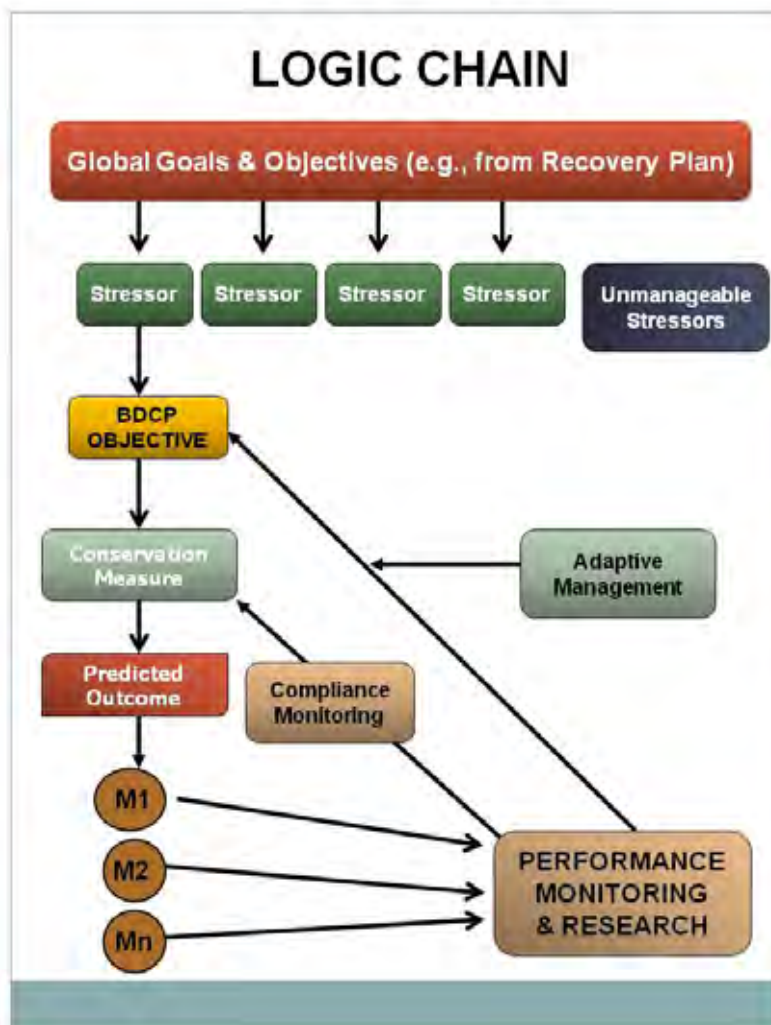 LOGIC CHAIN
Global Goals & Objectives (e.g., from Recovery Plan)
Stressor
Stressor
Stressor
Stressor
Unmanageable
Stressors
BDCP
OBJECTIVE
Conservation
Measure
Adaptive
Management
Predicted
Outcome
Compliance
Monitoring
M1
M2
Mn
PERFORMANCE
MONITORING
& RESEARCH